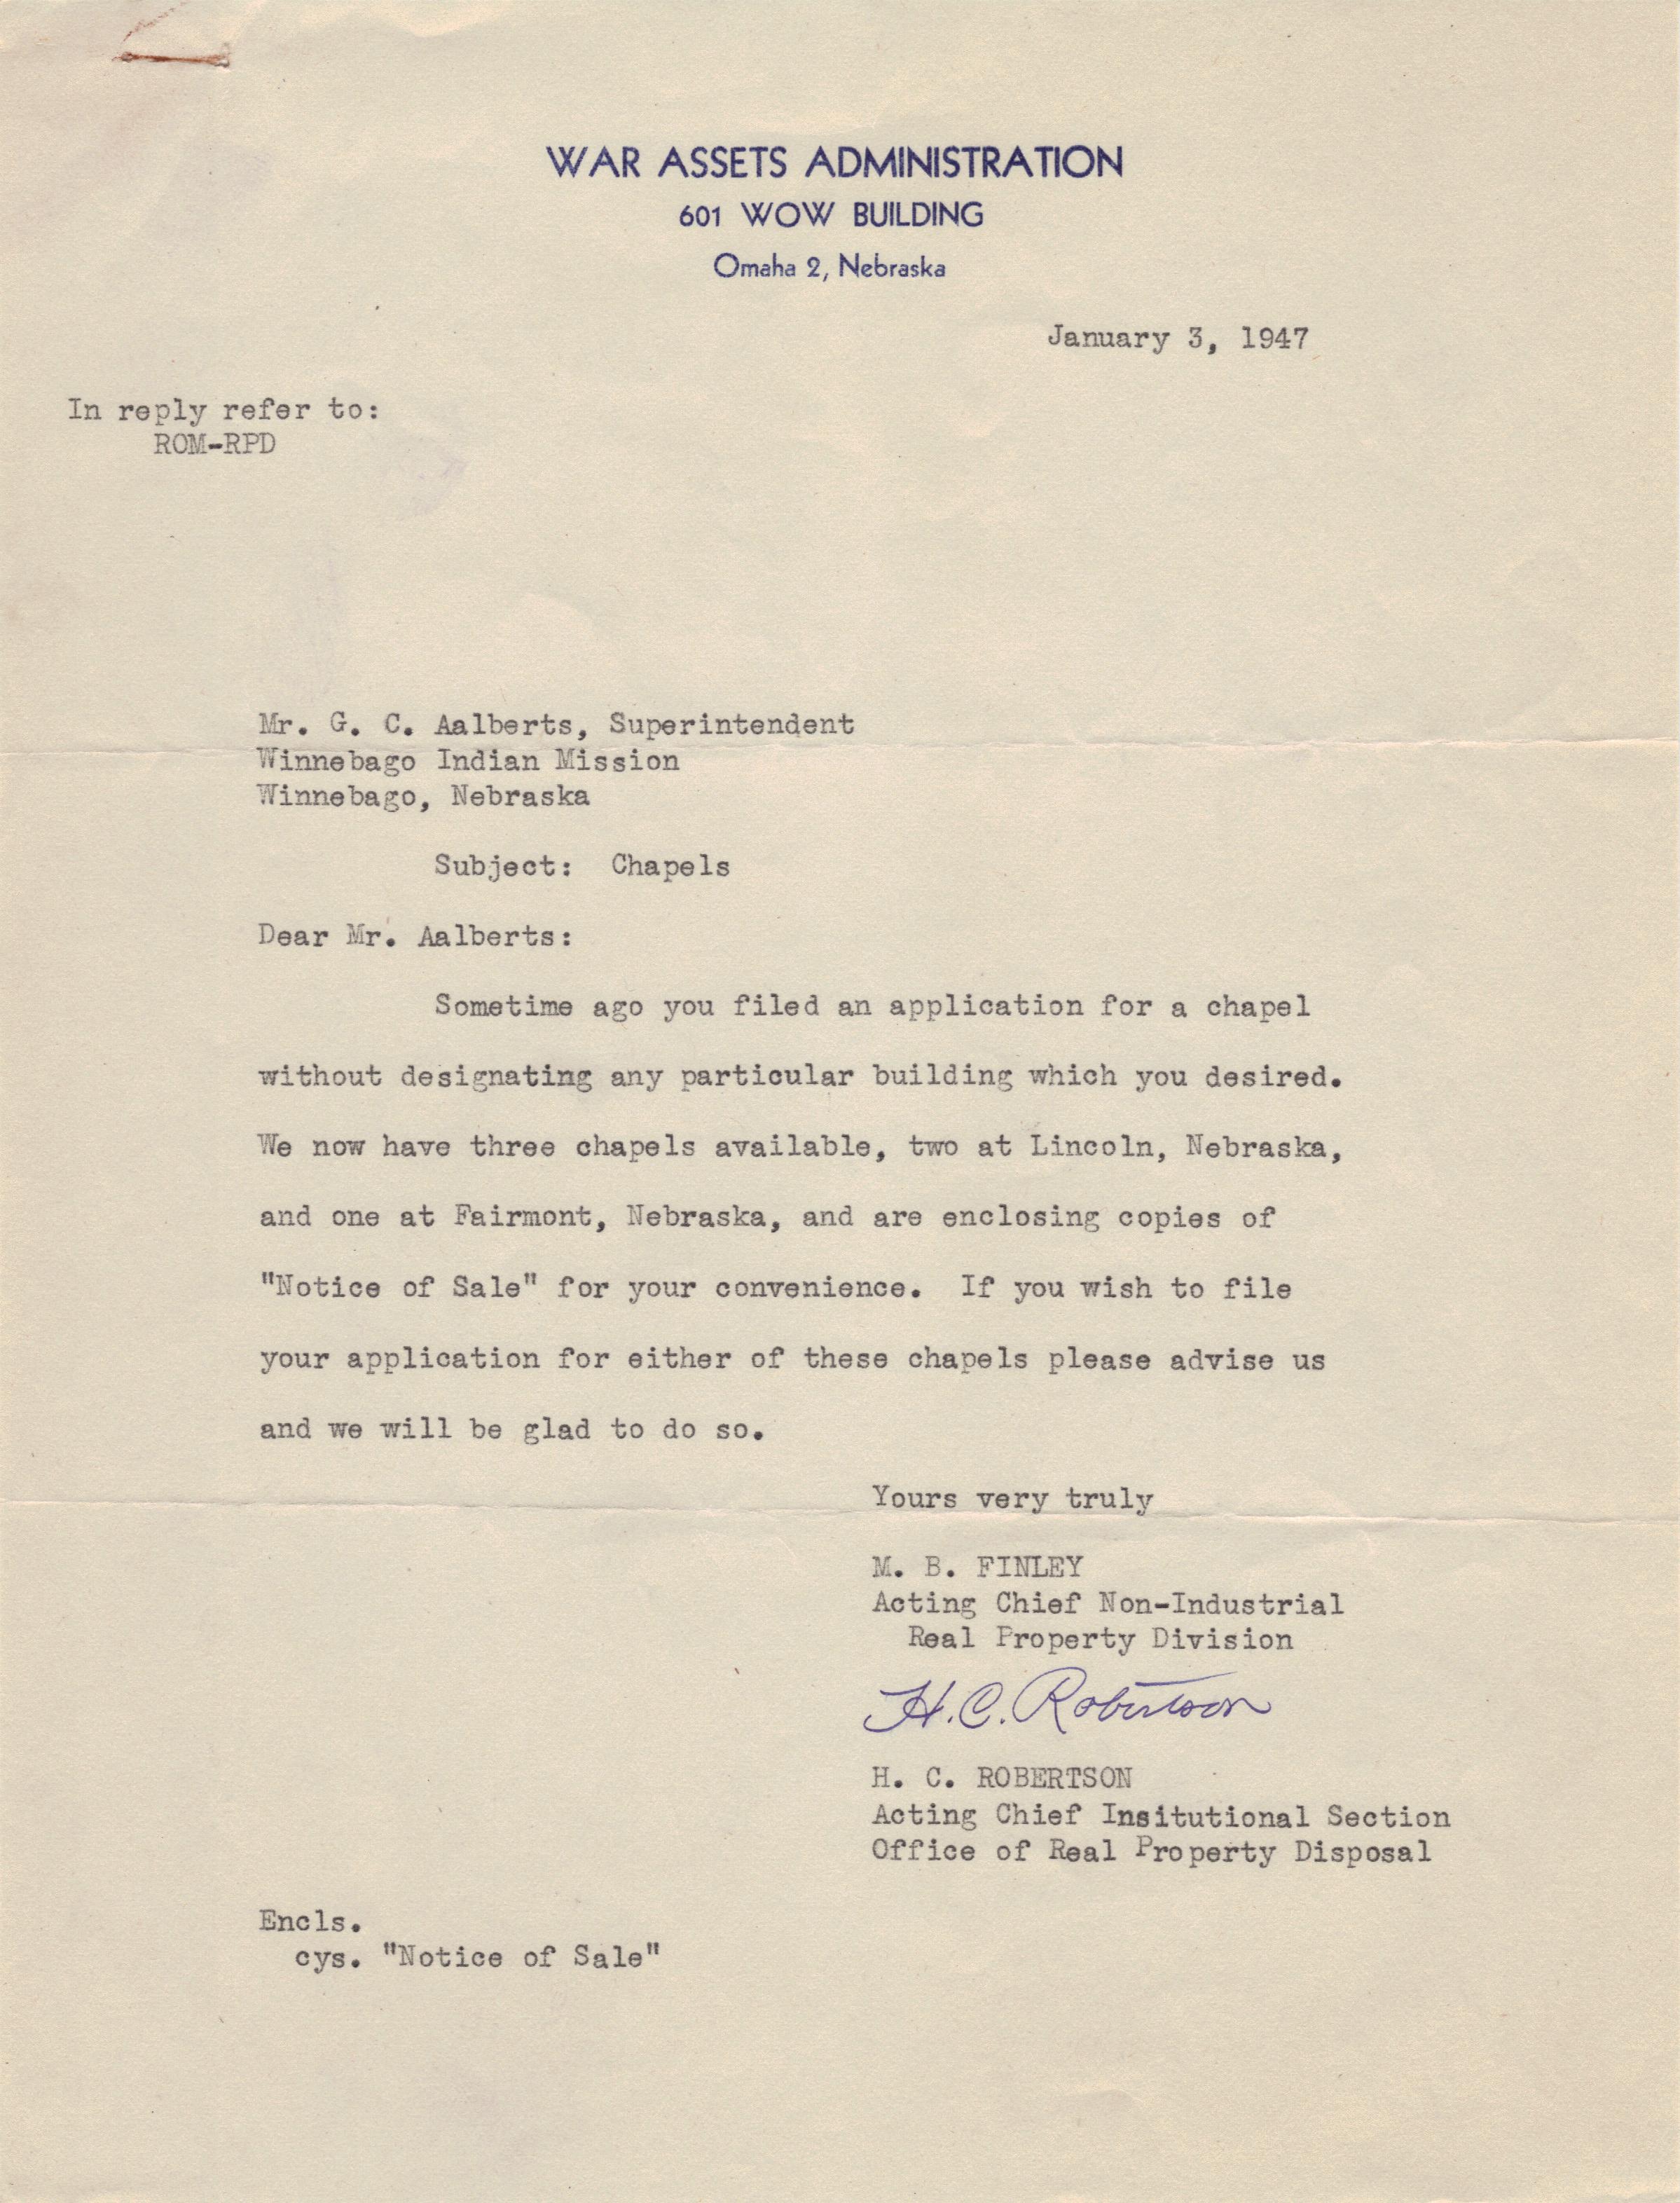 WAR ASSETS ADMINISTRATION
601 WOW BUILDING
Omaha 2, Nebraska
January 3, 1947
In reply refer to:
ROM-RPD
Mr. G. C. Aalberts, Superintendent
Winnebago Indian Mission
Winnebago, Nebraska
Subject: Chapels
Dear Mr. Aalberts:
Sometime ago you filed an application for a chapel
without designating any particular building which you desired.
We now have three chapels available, two at Lincoln, Nebraska,
and one at Fairmont, Nebraska, and are enclosing copies of
"Notice of Sale" for your convenience. If you wish to file
your application for either of these chapels please advise us
and we will be glad to do so.
Yours very truly
M. B. FINLEY
Acting Chief Non-Industrial
Real Property Division
H. C. Robertson
H. C. ROBERTSON
Acting Chief Insitutional Section
Office of Real Property Disposal
Encls.
cys. "Notice of Sale"